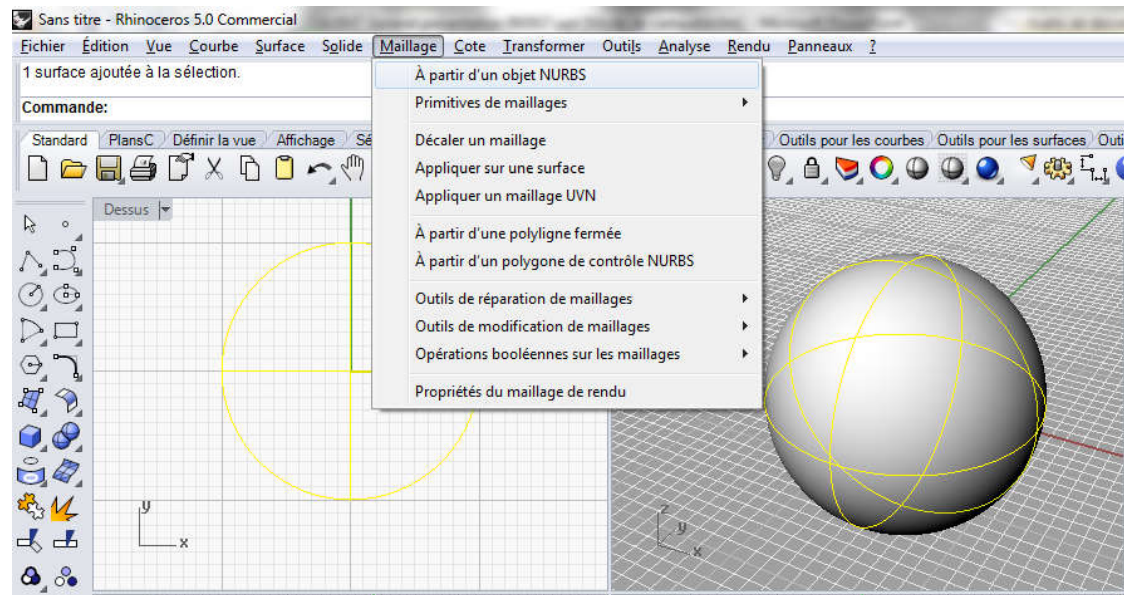 Sans titre - Rhinoceros 5.0 Commercial
Fichier Édition Vue Courbe Surface Solide Maillage Cote Transformer Outils Analyse Rendu Panneaux ?
1 surface ajoutée à la sélection.
Commande:
À partir d'un objet NURBS
Primitives de maillages
Décaler un maillage
Appliquer sur une surface
Appliquer un maillage UVN
À partir d'une polyligne fermée
À partir d'un polygone de contrôle NURBS
Outils de réparation de maillages
Outils de modification de maillages
Opérations booléennes sur les maillages
Propriétés du maillage de rendu
Standard PlansC Définir la vue Affichage Sé
Outils pour les courbes Outils pour les surfaces Outi
Dessus
y
x
z
y
x